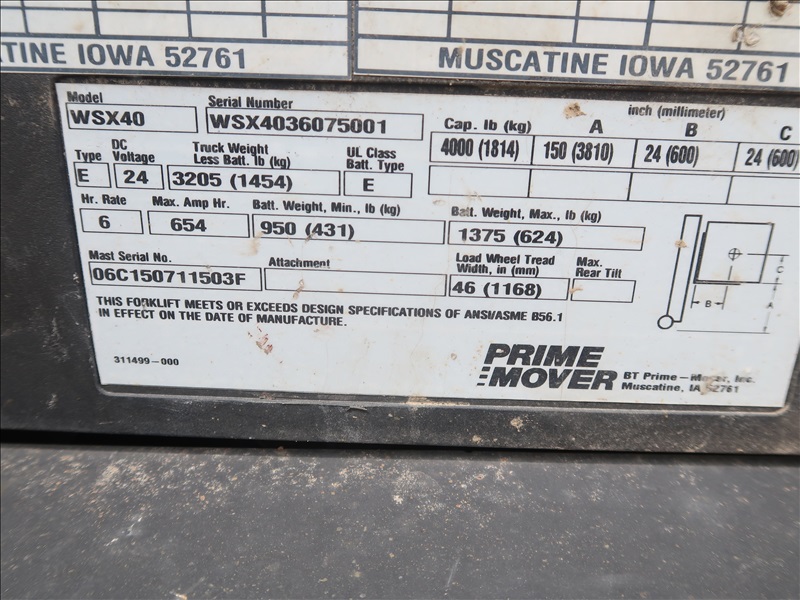 TINE IOWA 52761
MUSCATINE IOWA 52761
Model
WSX40
Serial Number
WSX4036075001
inch (millimeter)
Cap. lb (kg) A B C
4000 (1814) 150 (3810) 24 (600) 24 (600)
Type
E
DC Voltage
24
Truck Weight
Less Batt. lb (kg)
3205 (1454)
UL Class
Batt. Type
E
Hr. Rate
6
Max. Amp Hr.
654
Batt. Weight, Min., lb (kg)
950 (431)
Batt. Weight, Max., lb (kg)
1375 (624)
Mast Serial No.
06C150711503F
Attachment
Load Wheel Tread
Width, in (mm)
46 (1168)
Max.
Rear Tilt
C
B
A
THIS FORKLIFT MEETS OR EXCEEDS DESIGN SPECIFICATIONS OF ANSI/ASME B56.1
IN EFFECT ON THE DATE OF MANUFACTURE.
311499-000
PRIME
MOVER
BT Prime-Mover, Inc.
Muscatine, IA 52761